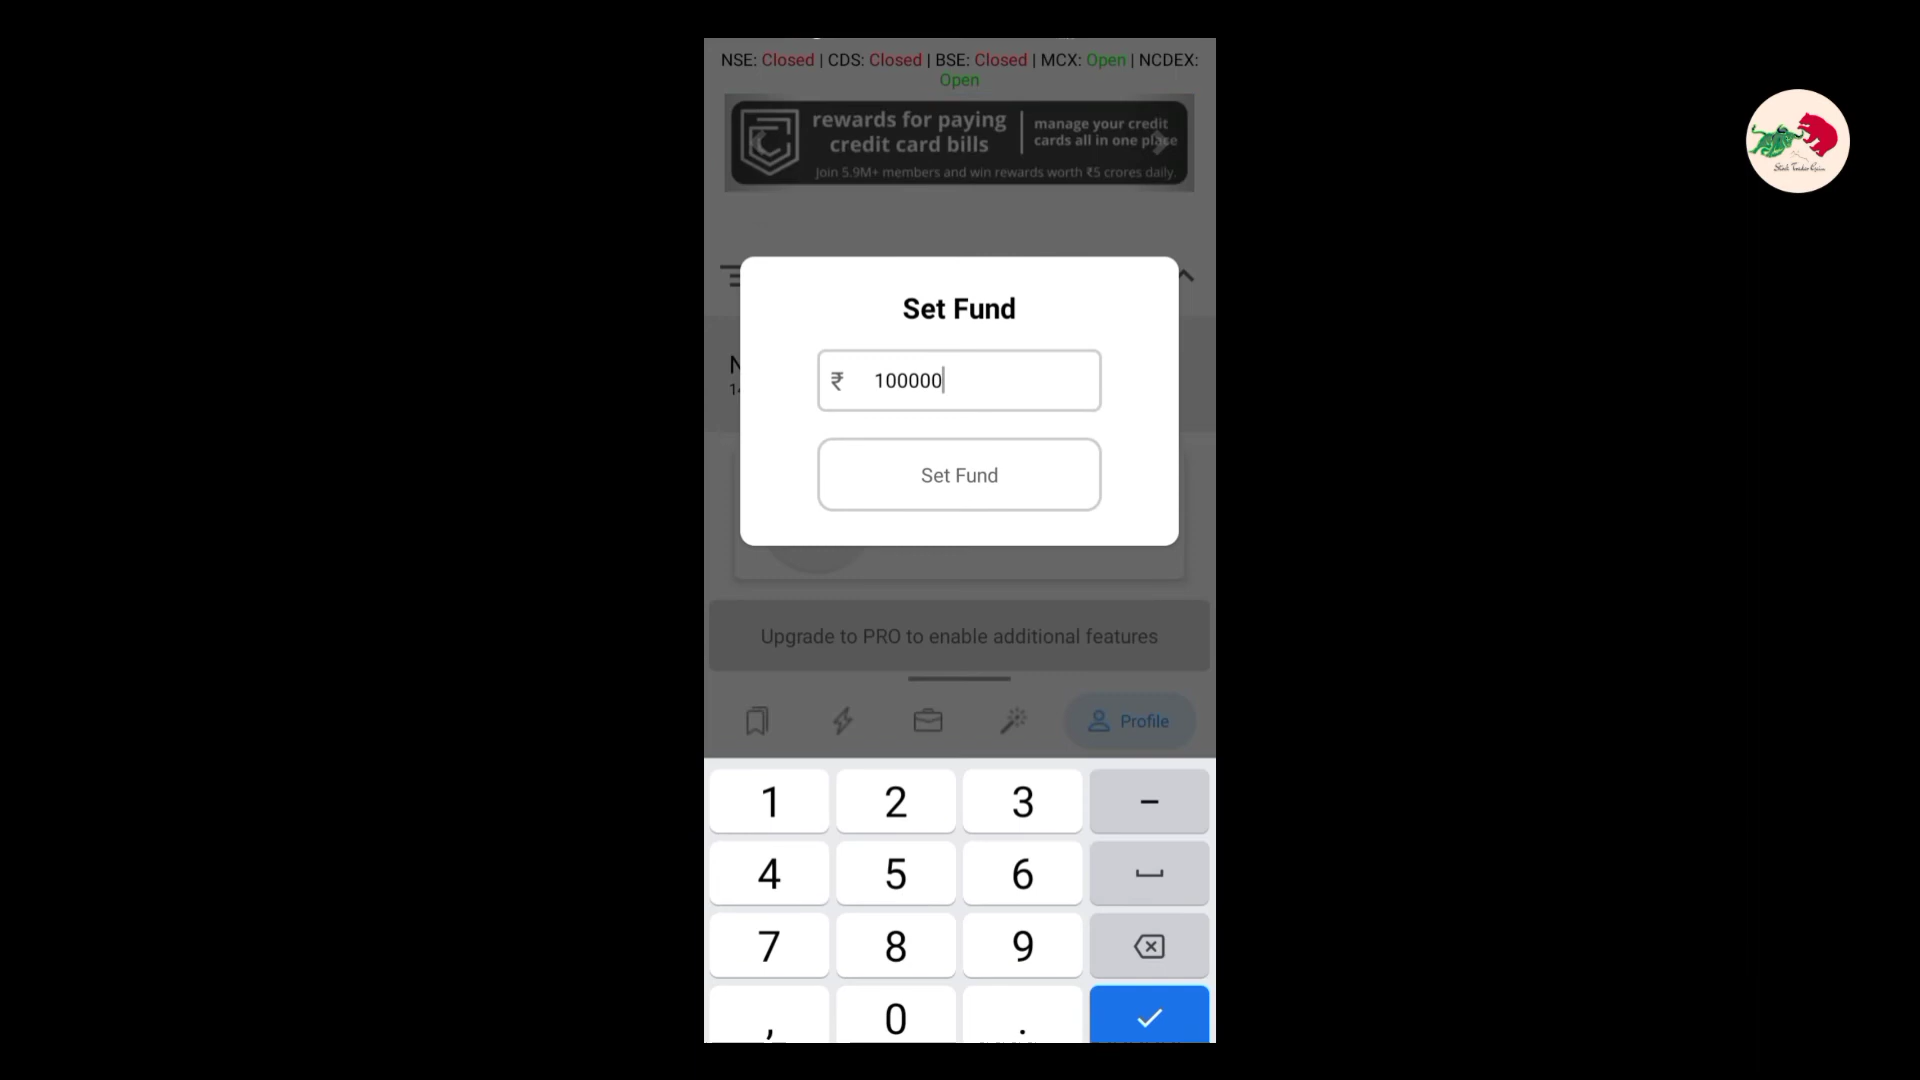 NSE: Closed | CDS: Closed | BSE: Closed | MCX: Open | NCDEX:
Open
rewards for paying
credit card bills
manage your credit
cards all in one place
Join 5.9M+ members and win rewards worth ₹5 crores daily.
Set Fund
₹ 100000
Set Fund
Upgrade to PRO to enable additional features
Profile
1 2 3 –
4 5 6
7 8 9
, 0 .